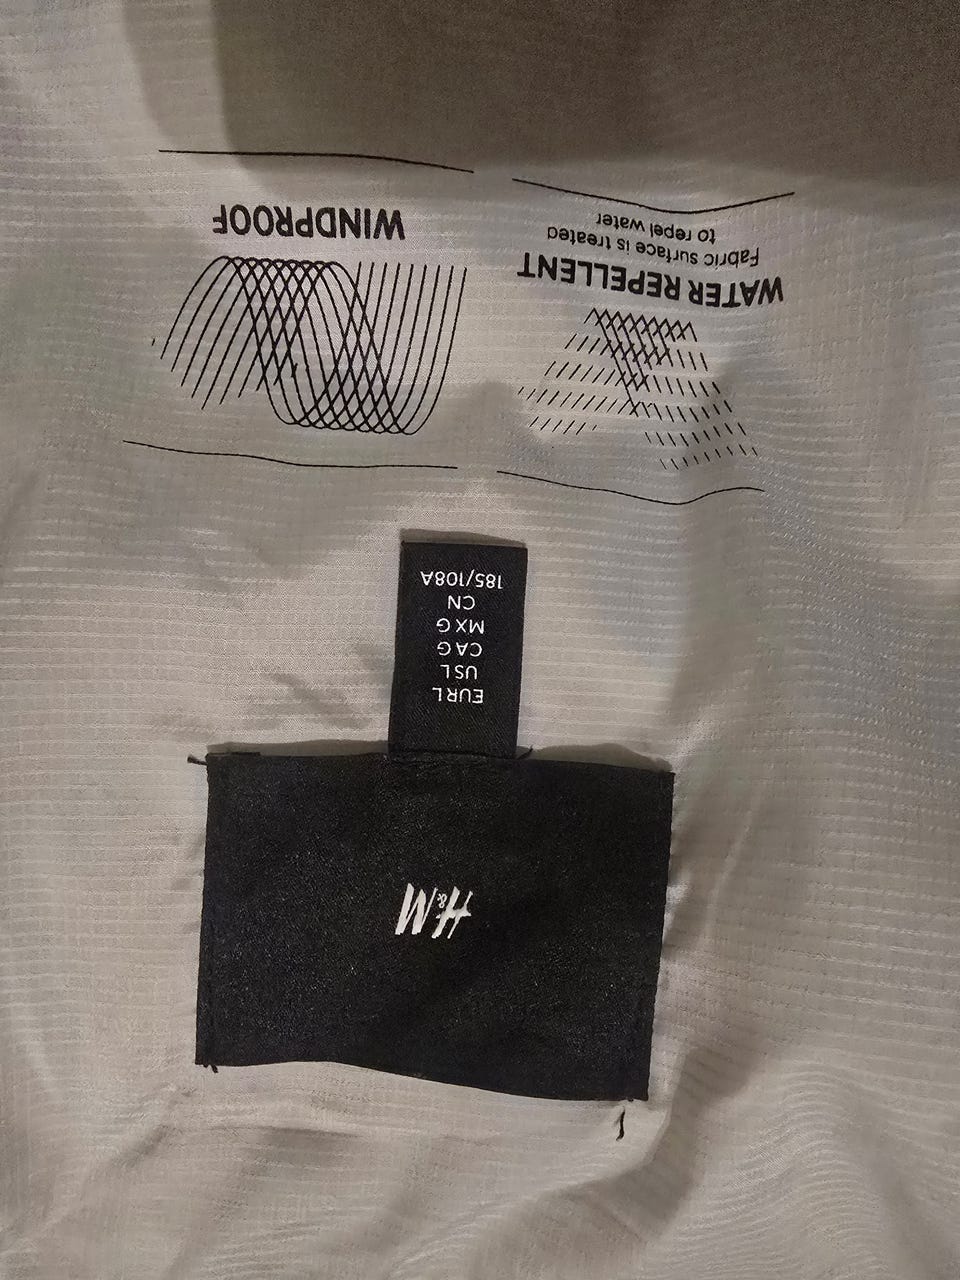 H&M
EUR L
US L
CA G
MX G
CN
185/108A
WATER REPELLENT
Fabric surface is treated
to repel water
WINDPROOF